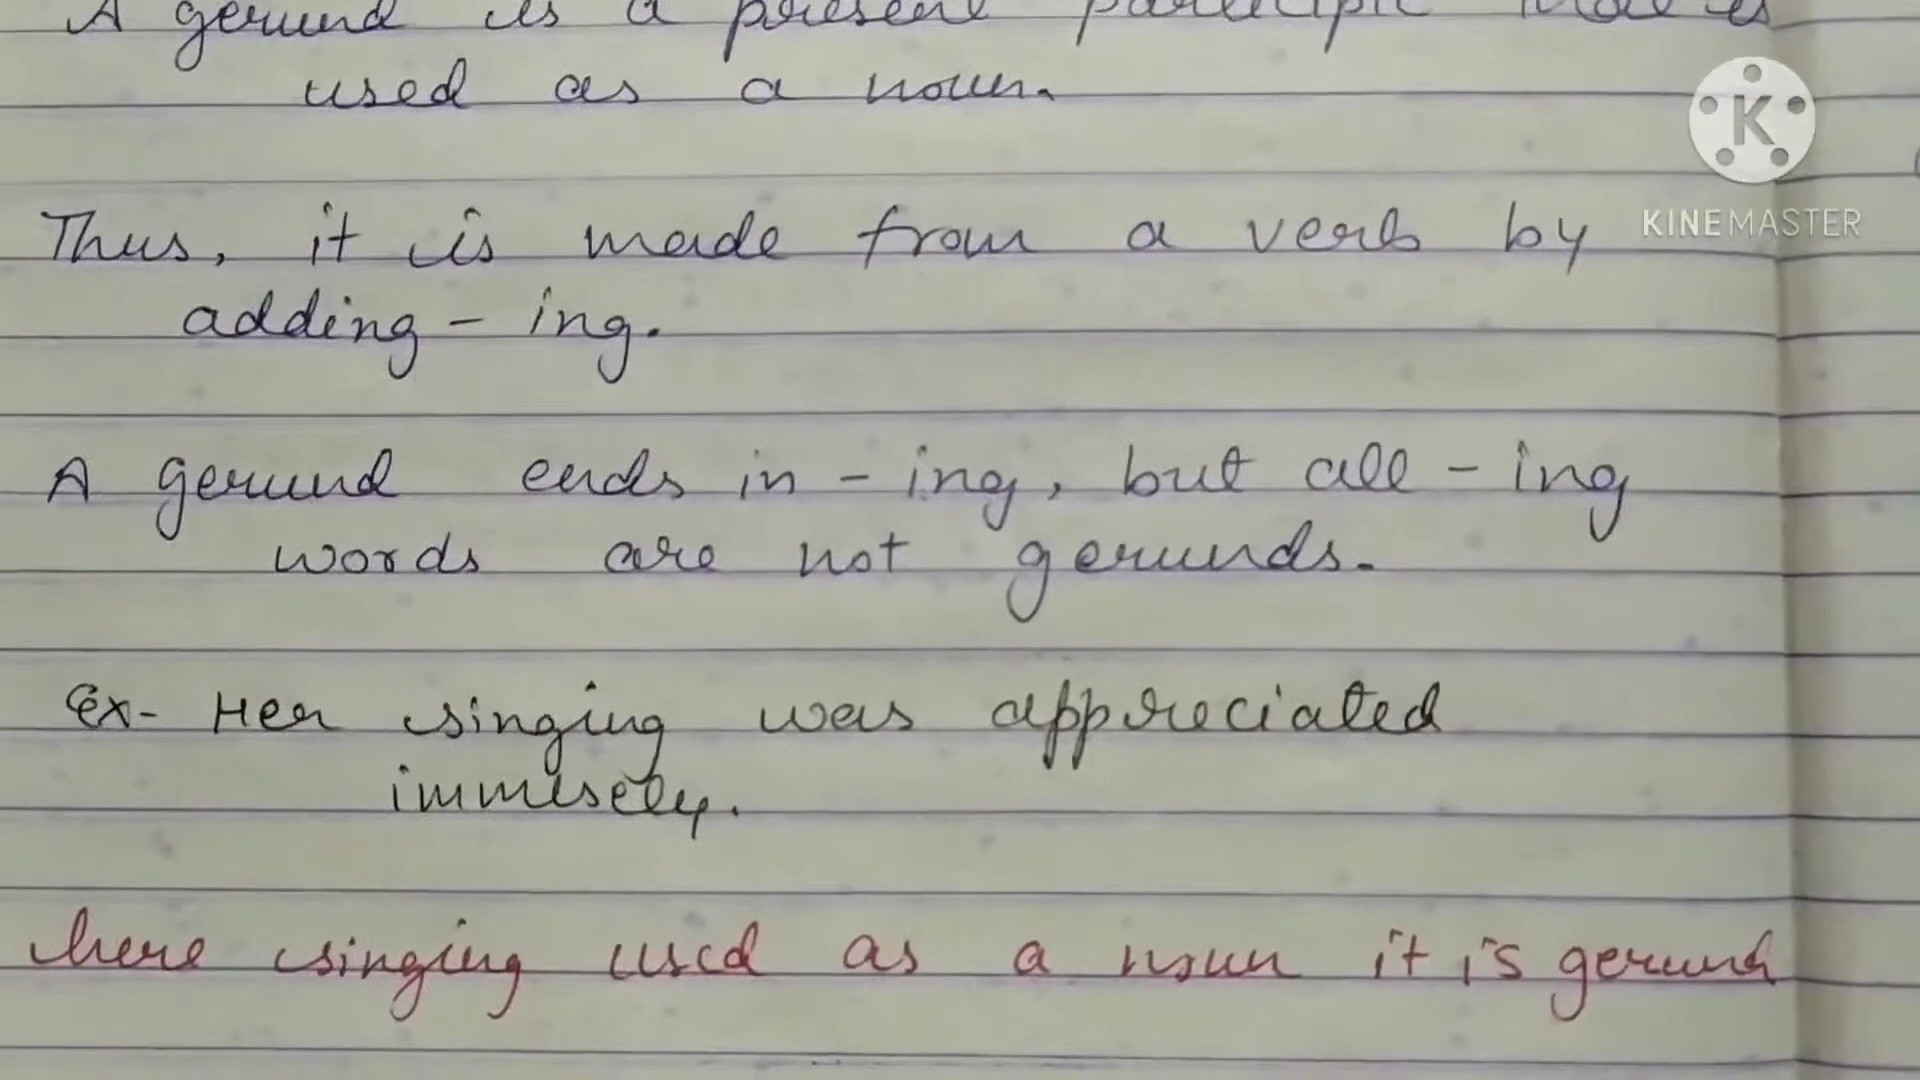 A gerund is a present participle that is
used as a noun.
KINEMASTER
Thus, it is made from a verb by
adding - ing.
A gerund ends in - ing, but all - ing
words are not gerunds.
Ex- Her singing was appreciated
immisely.
here singing used as a noun it is gerund